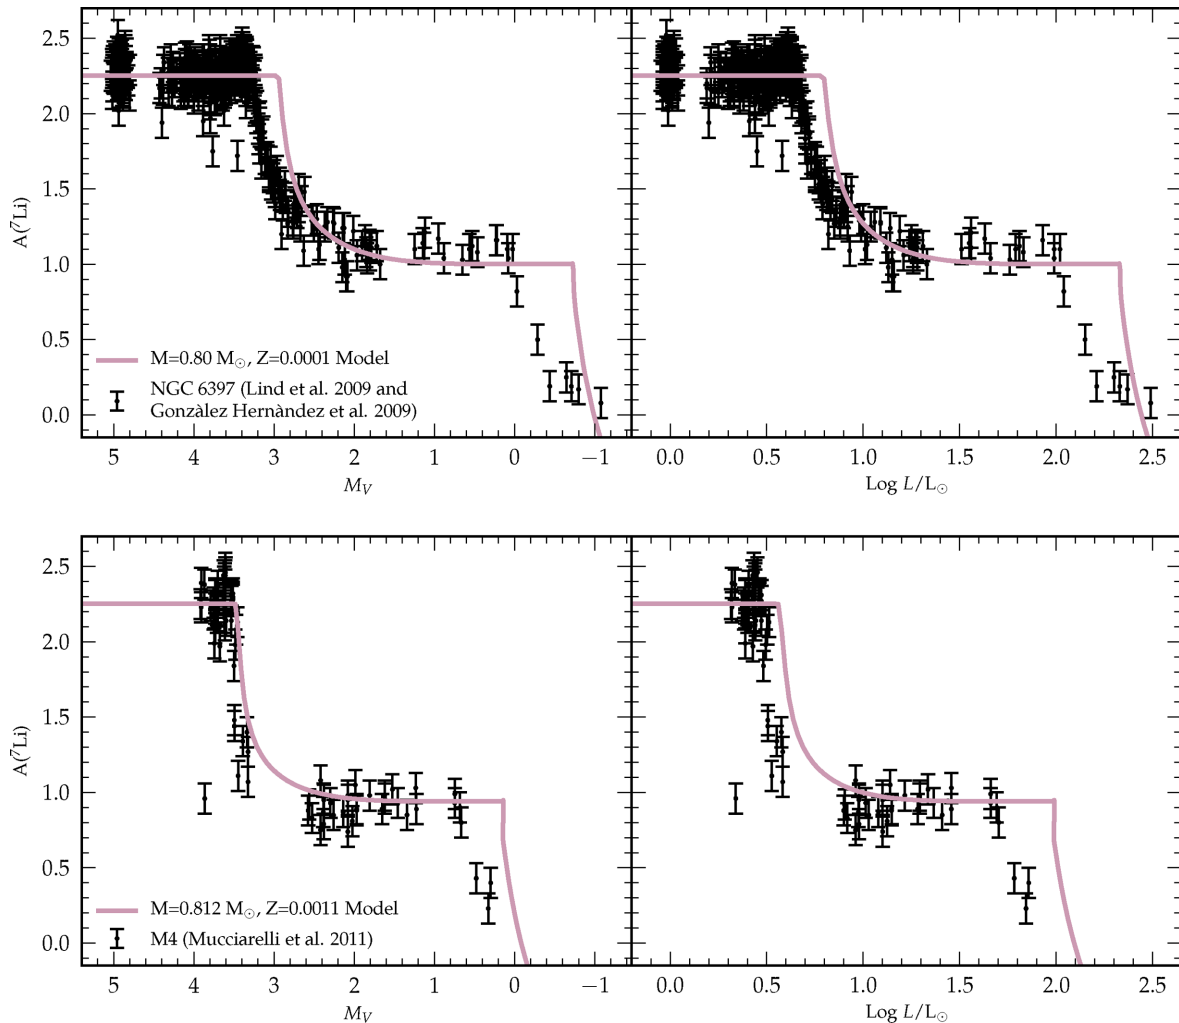 2.5
2.0
1.5
1.0
0.5
0.0
A(⁷Li)
M=0.80 M☉, Z=0.0001 Model
NGC 6397 (Lind et al. 2009 and
Gonzàlez Hernàndez et al. 2009)
5 4 3 2 1 0 −1
M_V
0.0 0.5 1.0 1.5 2.0 2.5
Log L/L☉
2.5
2.0
1.5
1.0
0.5
0.0
A(⁷Li)
M=0.812 M☉, Z=0.0011 Model
M4 (Mucciarelli et al. 2011)
5 4 3 2 1 0 −1
M_V
0.0 0.5 1.0 1.5 2.0 2.5
Log L/L☉